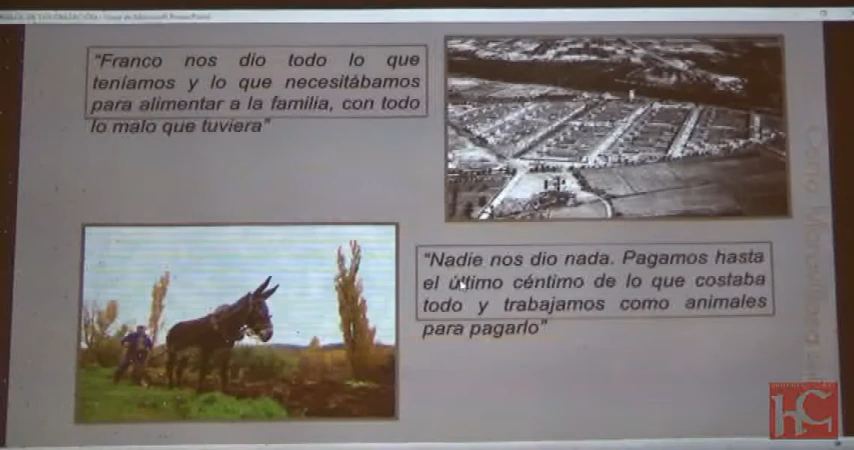 "Franco nos dio todo lo que
teníamos y lo que necesitábamos
para alimentar a la familia, con todo
lo malo que tuviera"
"Nadie nos dio nada. Pagamos hasta
el último céntimo de lo que costaba
todo y trabajamos como animales
para pagarlo"
HC